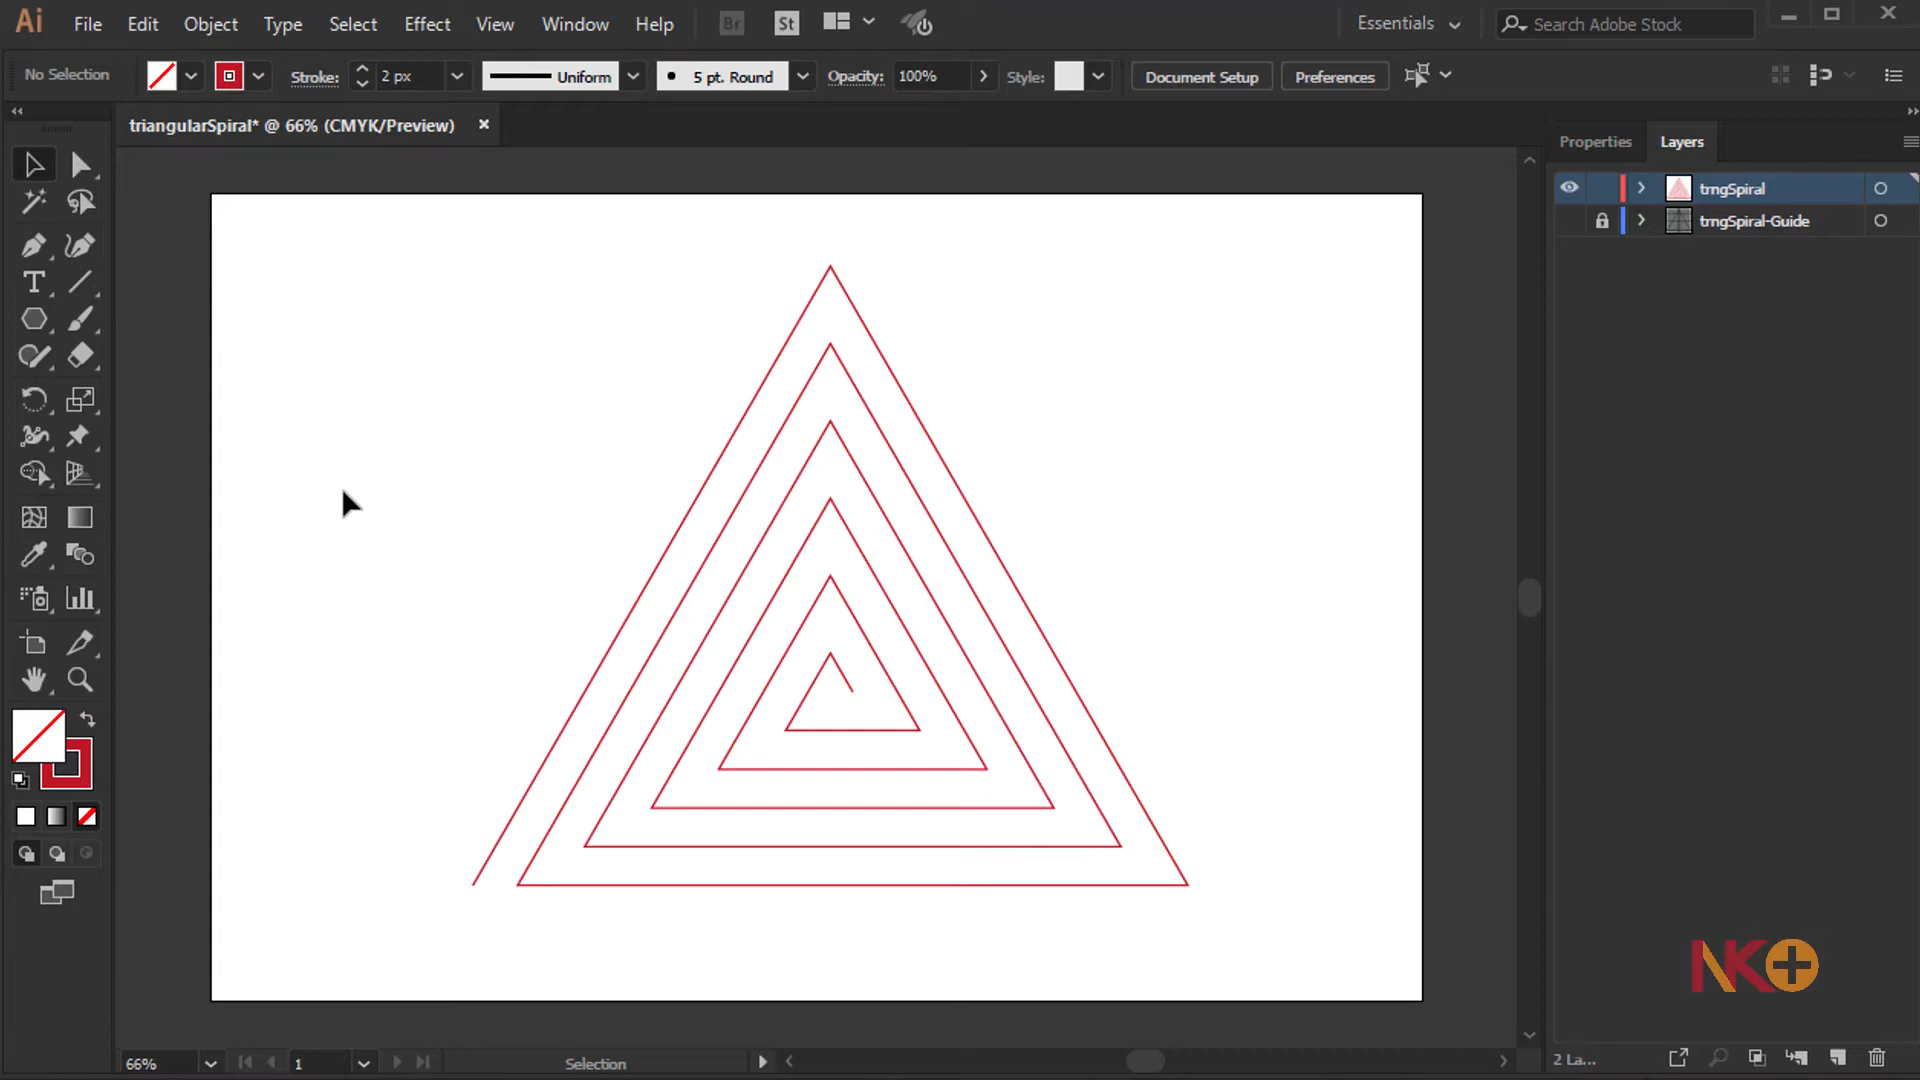 Ai File Edit Object Type Select Effect View Window Help Br St Essentials Search Adobe Stock
No Selection Stroke: 2 px Uniform 5 pt. Round Opacity: 100% Style: Document Setup Preferences
triangularSpiral* @ 66% (CMYK/Preview)
Properties Layers
trngSpiral
trngSpiral-Guide
NK+
66% 1 Selection 2 La...